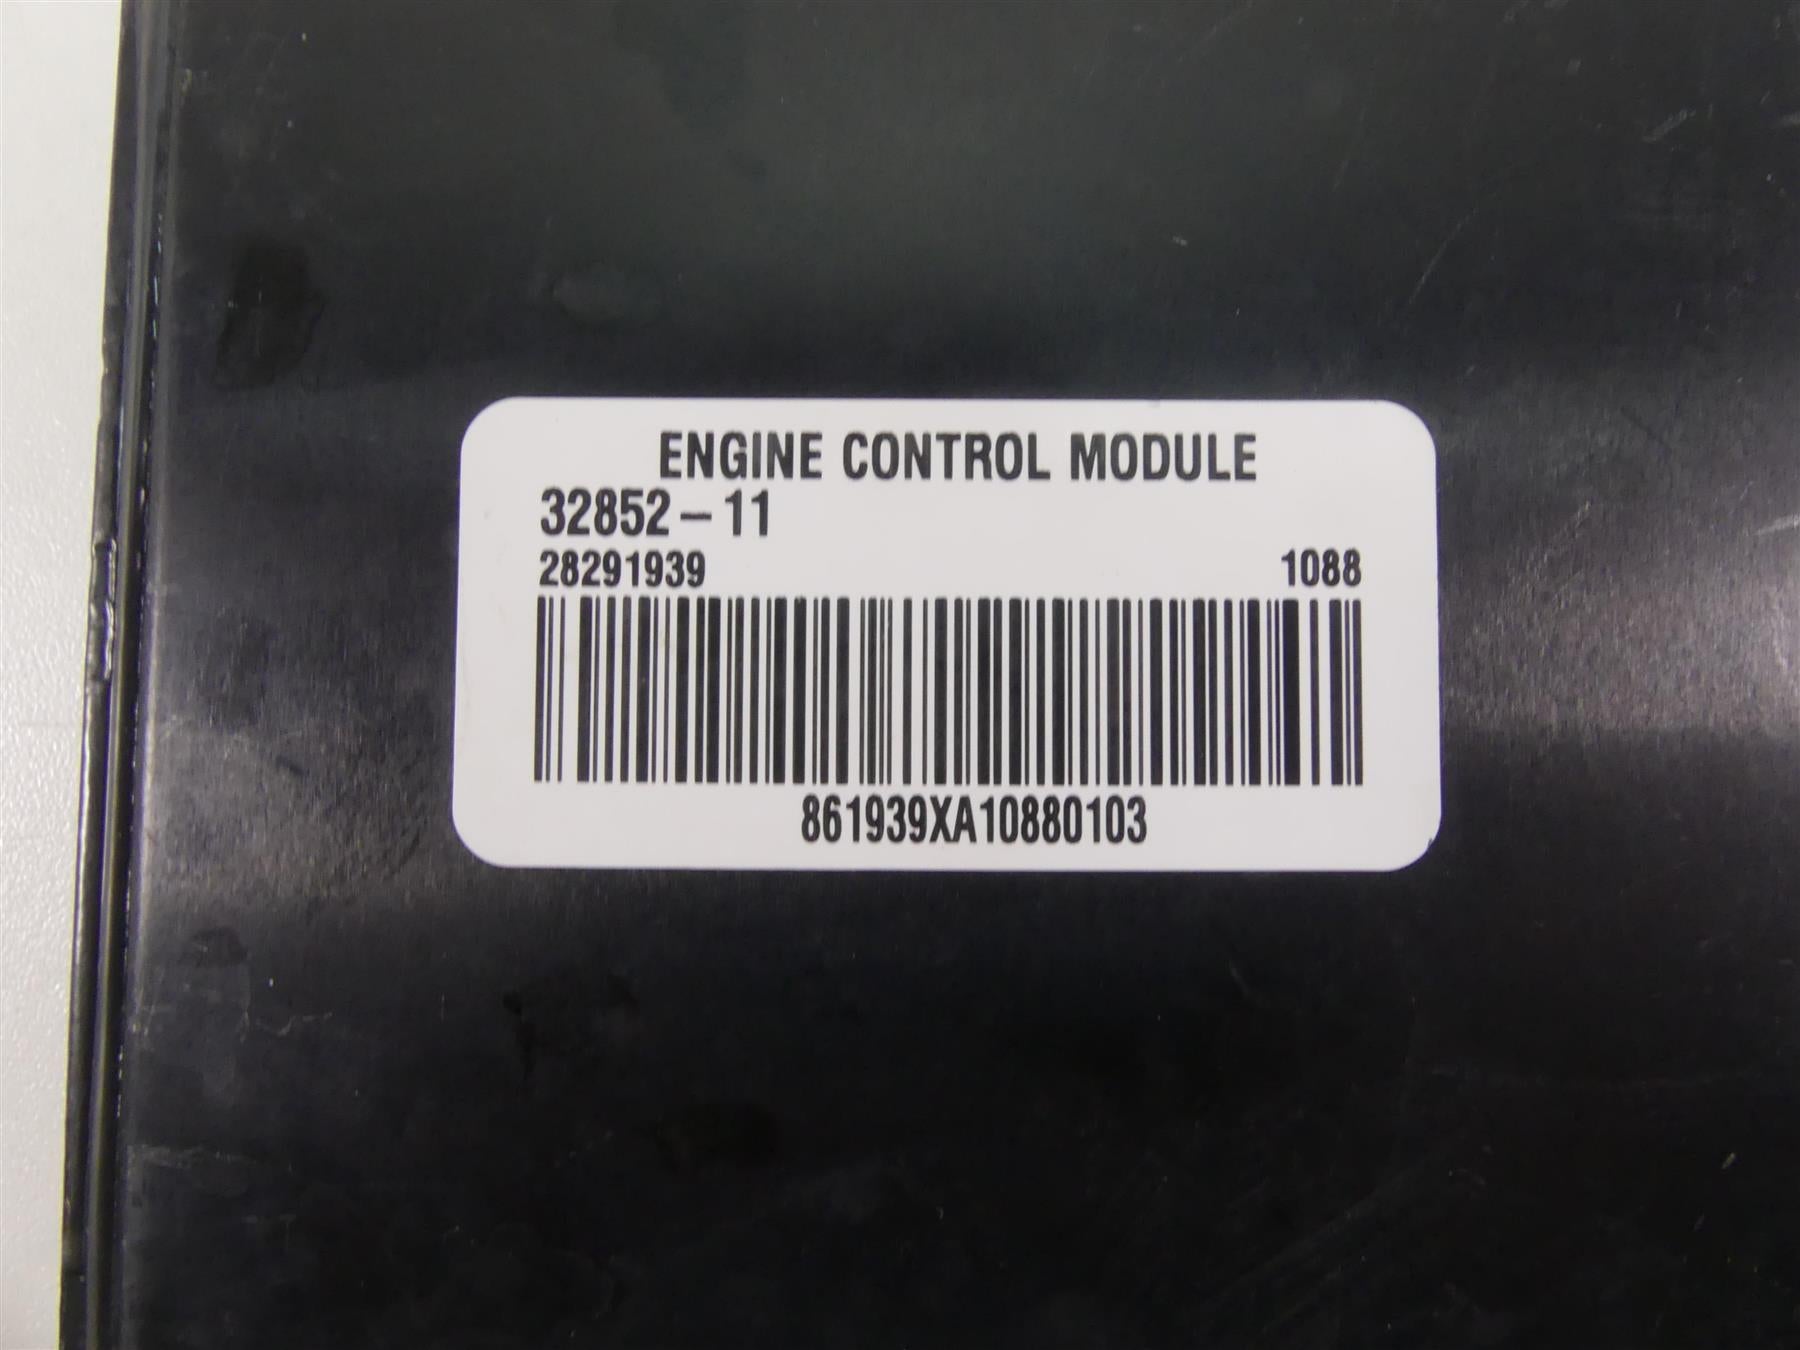 ENGINE CONTROL MODULE
32852-11
28291939 1088
861939XA10880103